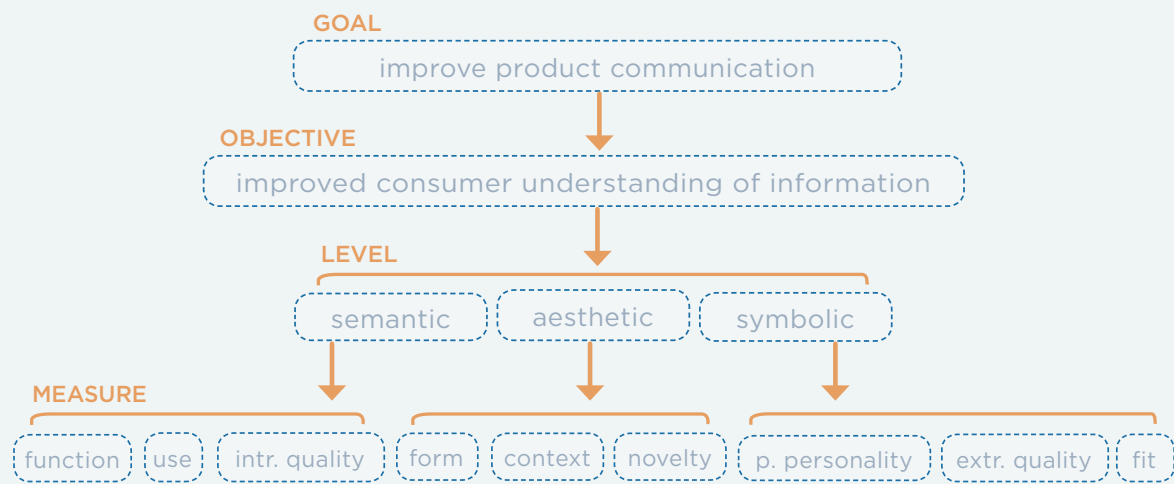 GOAL
improve product communication
OBJECTIVE
improved consumer understanding of information
LEVEL
semantic aesthetic symbolic
MEASURE
function use intr. quality form context novelty p. personality extr. quality fit